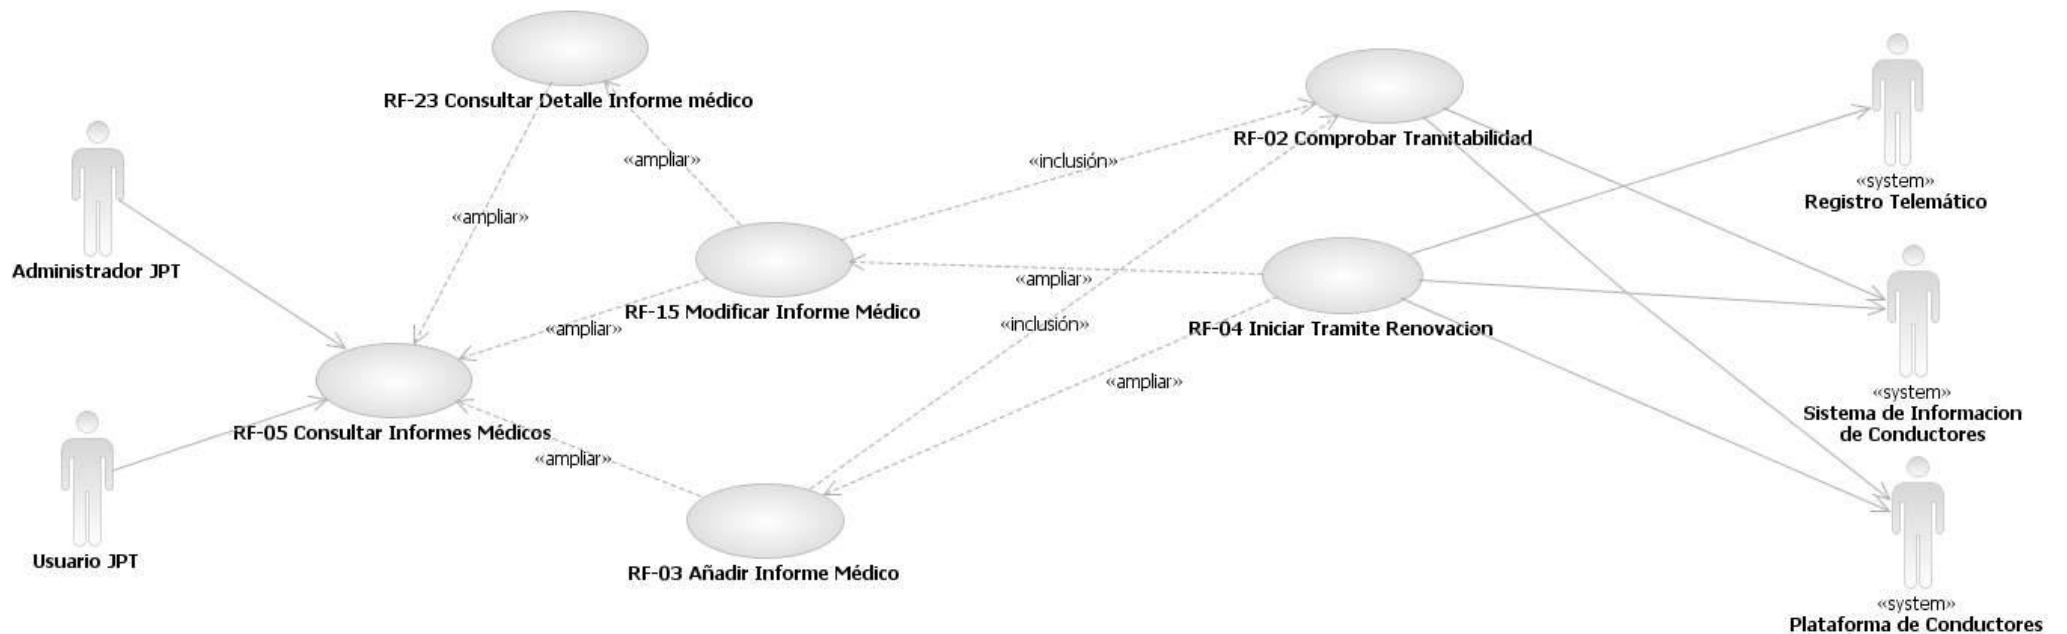 RF-23 Consultar Detalle Informe médico
«ampliar»
«inclusión»
RF-02 Comprobar Tramitabilidad
«system»
Registro Telemático
«ampliar»
Administrador JPT
RF-15 Modificar Informe Médico
«ampliar»
«ampliar»
«inclusión»
RF-04 Iniciar Tramite Renovacion
«ampliar»
«system»
Sistema de Informacion
de Conductores
RF-05 Consultar Informes Médicos
«ampliar»
Usuario JPT
RF-03 Añadir Informe Médico
«system»
Plataforma de Conductores